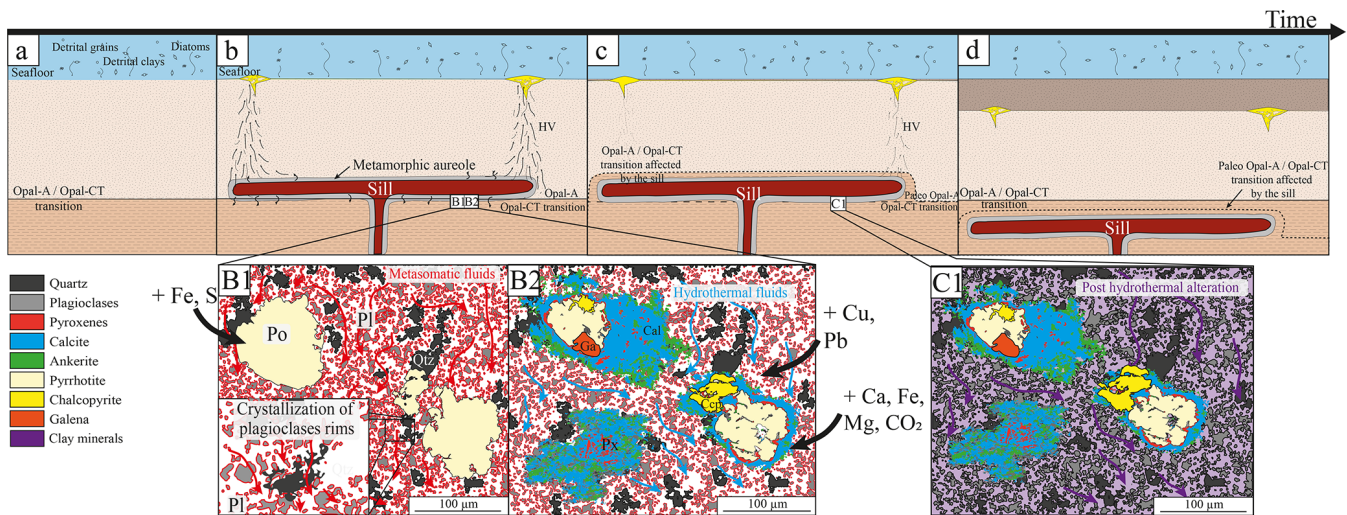 Time
a
Detrital grains
Diatoms
Detrital clays
Seafloor
Opal-A / Opal-CT
transition
b
Seafloor
HV
Metamorphic aureole
Sill
Opal-A
Opal-CT
transition
B1
B2
c
HV
Opal-A / Opal-CT
transition affected
by the sill
Sill
Paleo Opal-A /
Opal-CT transition
C1
d
Paleo Opal-A / Opal-CT
transition affected
by the sill
Opal-A / Opal-CT
transition
Sill
Quartz
Plagioclases
Pyroxenes
Calcite
Ankerite
Pyrrhotite
Chalcopyrite
Galena
Clay minerals
B1
Metasomatic fluids
+ Fe, S
Po
Pl
Qtz
Crystallization of
plagioclases rims
Pl
100 µm
B2
Hydrothermal fluids
Cal
Ga
Ccp
Px
+ Cu,
Pb
+ Ca, Fe,
Mg, CO₂
100 µm
C1
Post hydrothermal alteration
100 µm